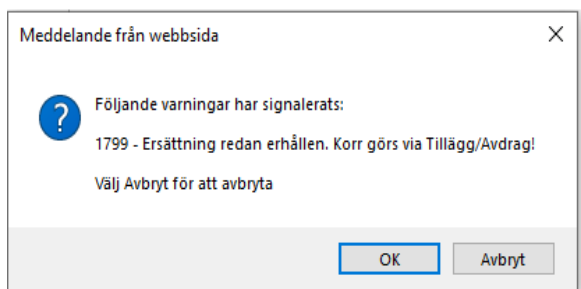 Meddelande från webbsida
Följande varningar har signalerats:
1799 - Ersättning redan erhållen. Korr görs via Tillägg/Avdrag!
Välj Avbryt för att avbryta
OK
Avbryt